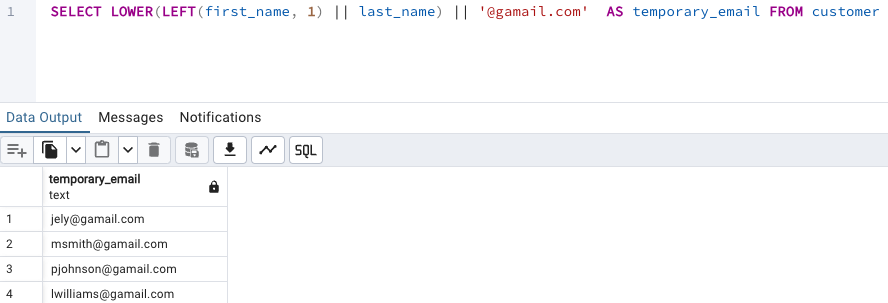 1 SELECT LOWER(LEFT(first_name, 1) || last_name) || '@gamail.com'  AS temporary_email FROM customer
Data Output Messages Notifications
SQL
temporary_email
text
1 jely@gamail.com
2 msmith@gamail.com
3 pjohnson@gamail.com
4 lwilliams@gamail.com